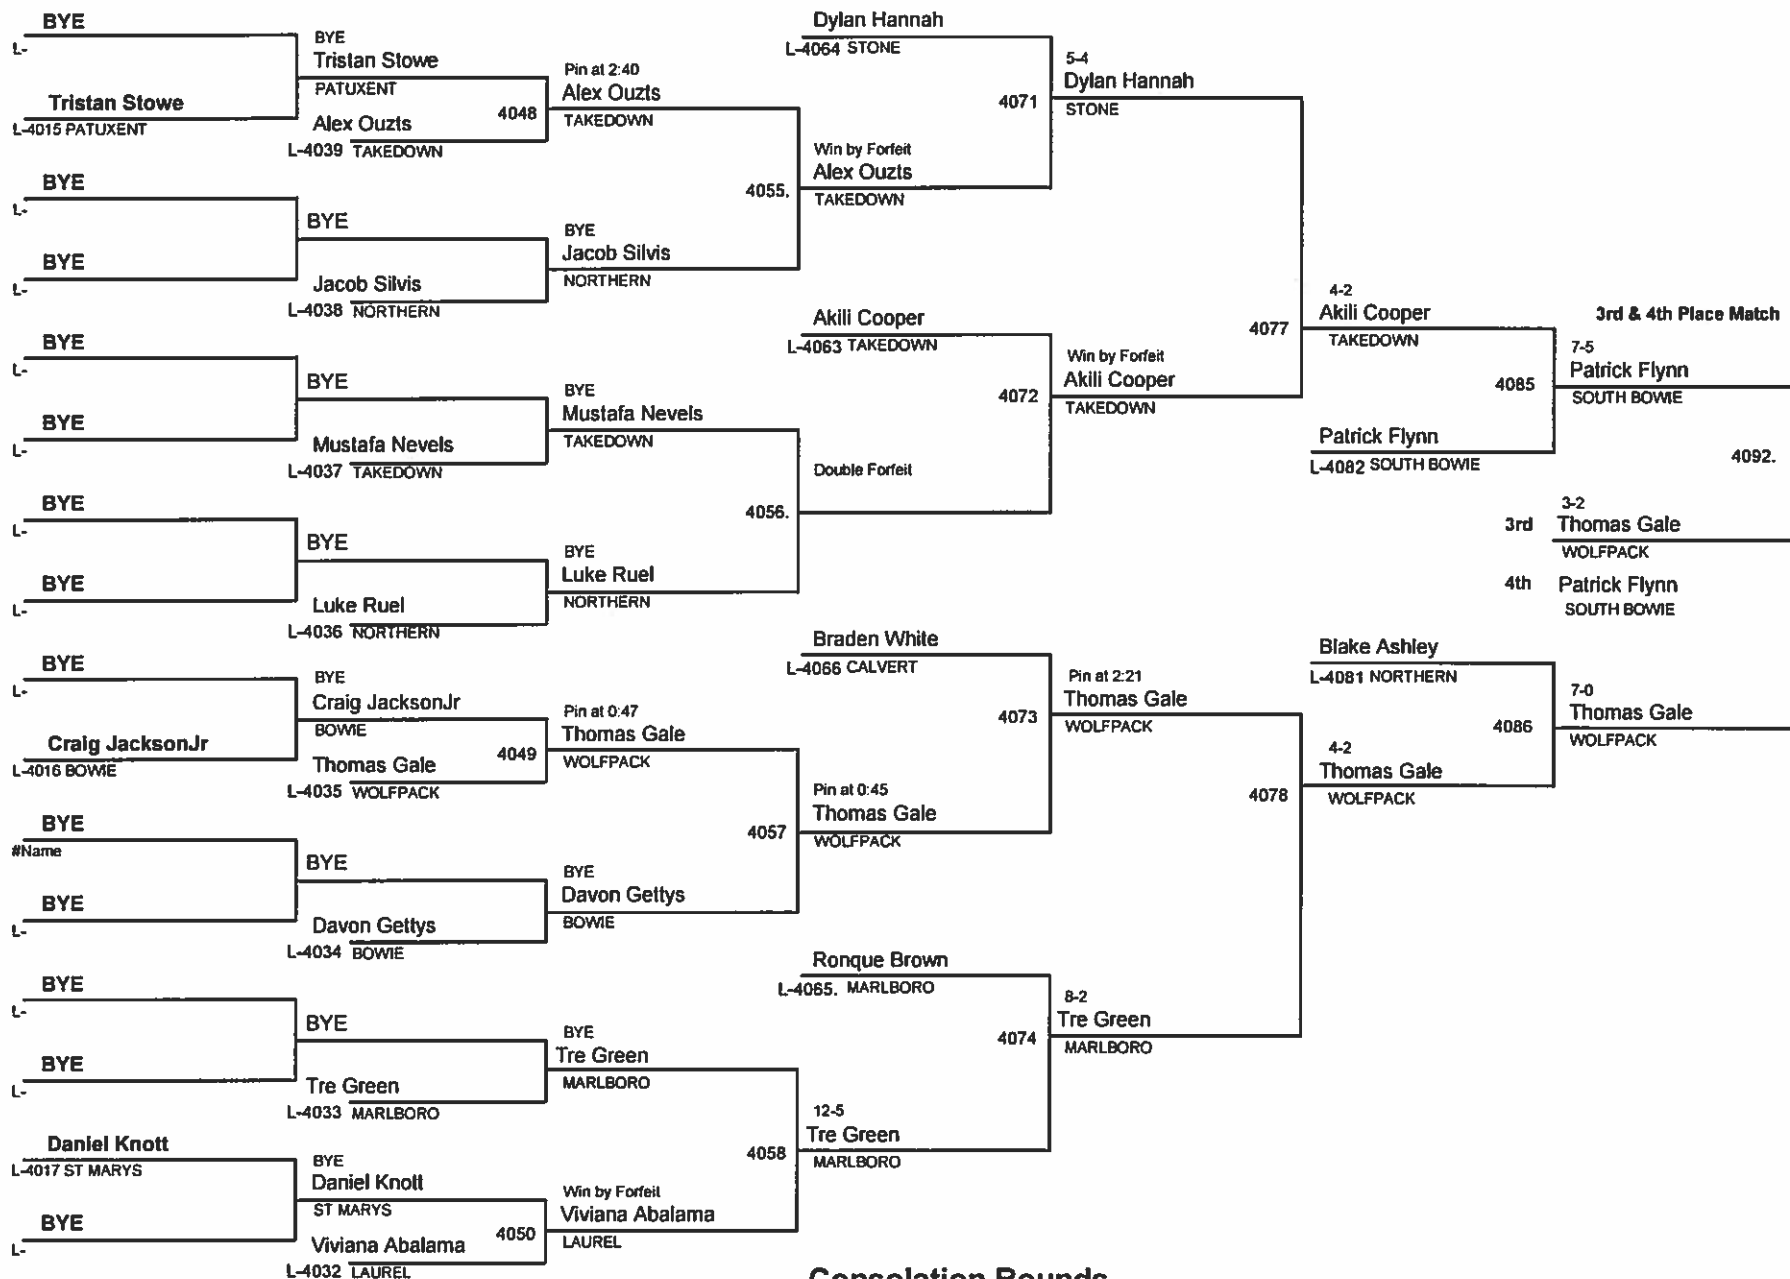 BYE
L-
Tristan Stowe
L-4015 PATUXENT
BYE
L-
BYE
L-
BYE
L-
BYE
L-
BYE
L-
BYE
L-
BYE
L-
Craig JacksonJr
L-4016 BOWIE
BYE
#Name
BYE
L-
BYE
L-
BYE
L-
Daniel Knott
L-4017 ST MARYS
BYE
L-
BYE
Tristan Stowe
PATUXENT
4048
Alex Ouzts
L-4039 TAKEDOWN
BYE
Jacob Silvis
L-4038 NORTHERN
BYE
Mustafa Nevels
L-4037 TAKEDOWN
BYE
Luke Ruel
L-4036 NORTHERN
BYE
Craig JacksonJr
BOWIE
4049
Thomas Gale
L-4035 WOLFPACK
BYE
Davon Gettys
L-4034 BOWIE
BYE
Tre Green
L-4033 MARLBORO
BYE
Daniel Knott
ST MARYS
4050
Viviana Abalama
L-4032 LAUREL
Pin at 2:40
Alex Ouzts
TAKEDOWN
4055.
BYE
Jacob Silvis
NORTHERN
BYE
Mustafa Nevels
TAKEDOWN
4056.
BYE
Luke Ruel
NORTHERN
Pin at 0:47
Thomas Gale
WOLFPACK
4057
BYE
Davon Gettys
BOWIE
BYE
Tre Green
MARLBORO
4058
Win by Forfeit
Viviana Abalama
LAUREL
Dylan Hannah
L-4064 STONE
4071
Win by Forfeit
Alex Ouzts
TAKEDOWN
Akili Cooper
L-4063 TAKEDOWN
4072
Double Forfeit
Braden White
L-4066 CALVERT
4073
Pin at 0:45
Thomas Gale
WOLFPACK
Ronque Brown
L-4065. MARLBORO
4074
12-5
Tre Green
MARLBORO
5-4
Dylan Hannah
STONE
4077
Win by Forfeit
Akili Cooper
TAKEDOWN
Pin at 2:21
Thomas Gale
WOLFPACK
4078
8-2
Tre Green
MARLBORO
4-2
Akili Cooper
TAKEDOWN
4085
Patrick Flynn
L-4082 SOUTH BOWIE
Blake Ashley
L-4081 NORTHERN
4086
4-2
Thomas Gale
WOLFPACK
3rd & 4th Place Match
7-5
Patrick Flynn
SOUTH BOWIE
4092.
3-2
3rd Thomas Gale
WOLFPACK
4th Patrick Flynn
SOUTH BOWIE
7-0
Thomas Gale
WOLFPACK
Consolation Rounds